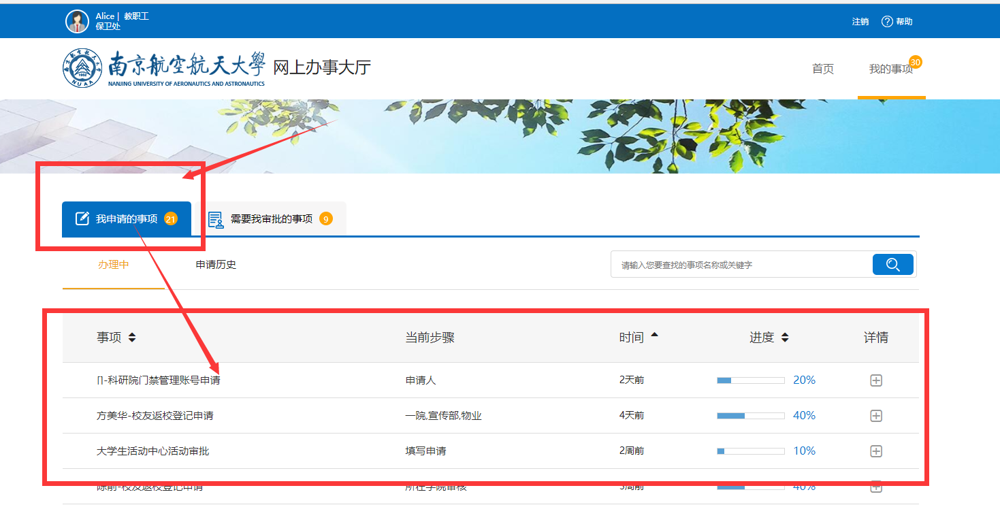 Alice | 教职工
保卫处
注销
帮助
南京航空航天大學
NANJING UNIVERSITY OF AERONAUTICS AND ASTRONAUTICS
NUAA
1952
网上办事大厅
首页
我的事项
30
我申请的事项 21
需要我审批的事项 9
办理中
申请历史
请输入您要查找的事项名称或关键字
事项 当前步骤 时间 进度 详情
门-科研院门禁管理账号申请 申请人 2天前 20%
方美华-校友返校登记申请 一院,宣传部,物业 4天前 40%
大学生活动中心活动审批 填写申请 2周前 10%
-校友返校登记申请 所在学院审核 3周前 40%